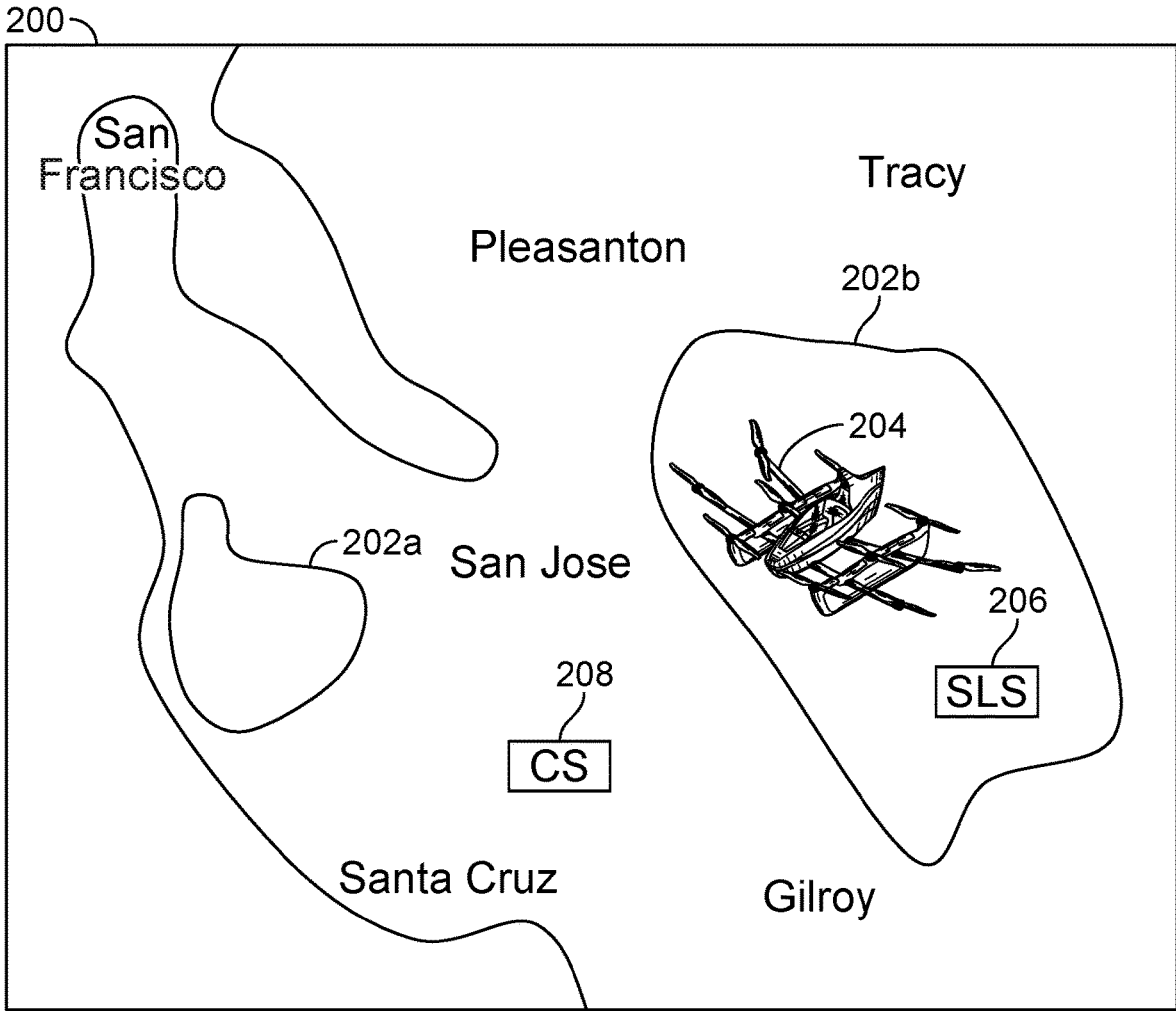 200
San
Francisco
Tracy
Pleasanton
202b
204
202a
San Jose
206
SLS
208
CS
Santa Cruz
Gilroy